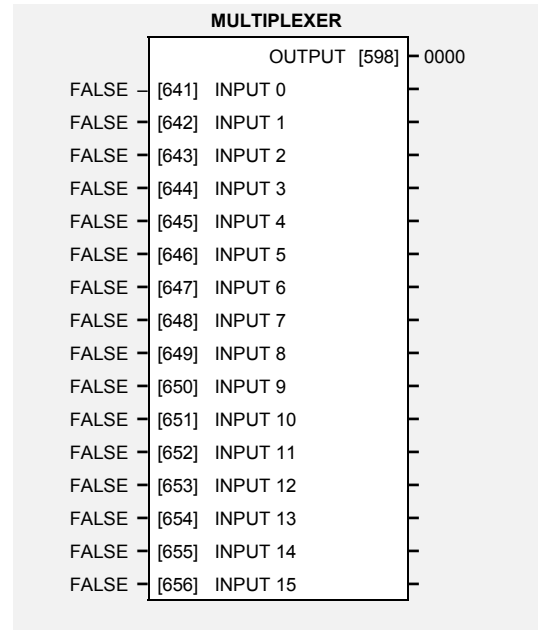 MULTIPLEXER
OUTPUT [598] 0000
FALSE [641] INPUT 0
FALSE [642] INPUT 1
FALSE [643] INPUT 2
FALSE [644] INPUT 3
FALSE [645] INPUT 4
FALSE [646] INPUT 5
FALSE [647] INPUT 6
FALSE [648] INPUT 7
FALSE [649] INPUT 8
FALSE [650] INPUT 9
FALSE [651] INPUT 10
FALSE [652] INPUT 11
FALSE [653] INPUT 12
FALSE [654] INPUT 13
FALSE [655] INPUT 14
FALSE [656] INPUT 15